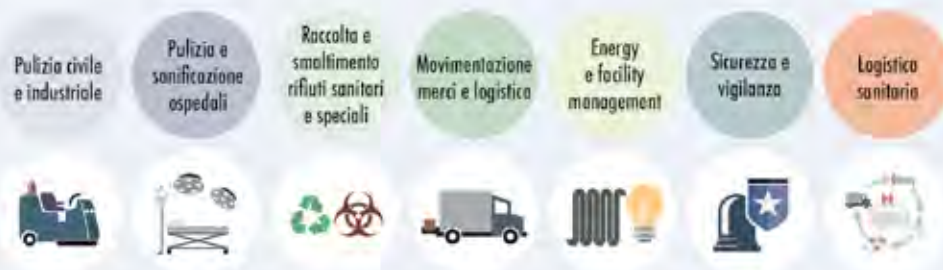 Pulizia civile
e industriale
Pulizia e
sanificazione
ospedali
Raccolta e
smaltimento
rifiuti sanitari
e speciali
Movimentazione
merci e logistica
Energy
e facility
management
Sicurezza e
vigilanza
Logistica
sanitaria